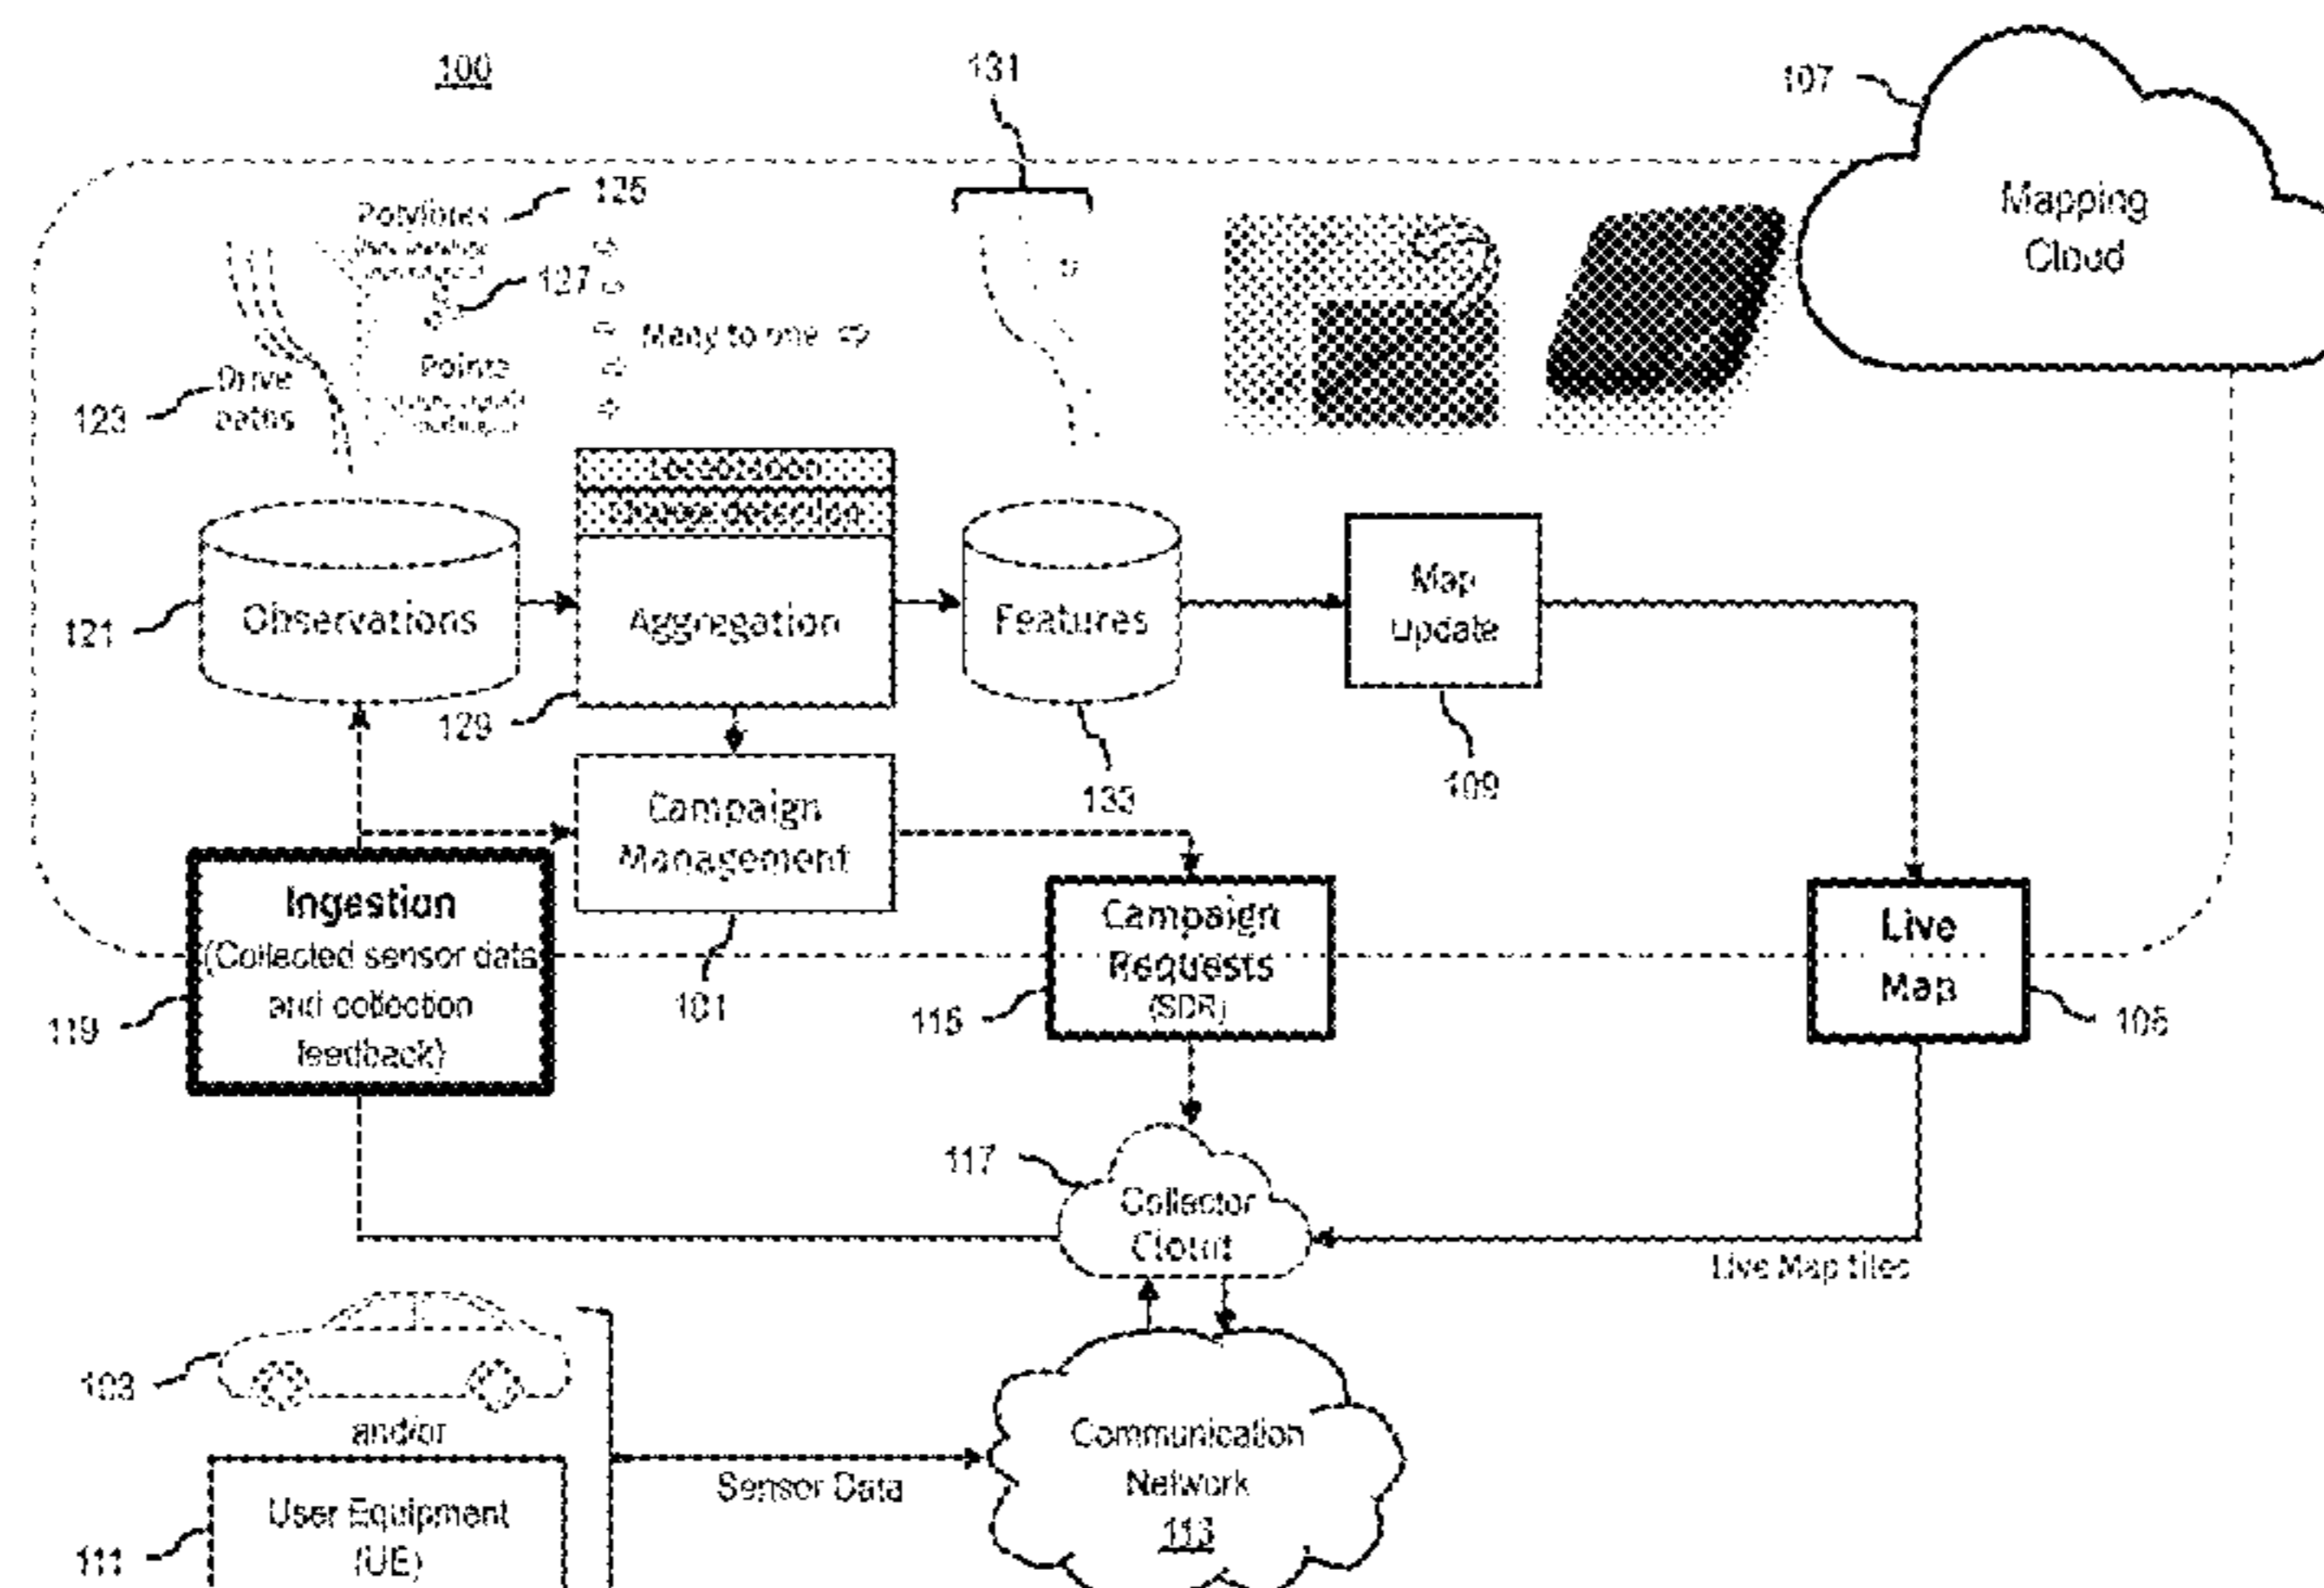 100
131
107
Mapping
Cloud
Polylines
125
127
Many to one
Points
Drive
paths
123
Localization
Change detection
Observations
Aggregation
Features
Map
Update
121
129
133
109
Campaign
Management
101
Ingestion
(Collected sensor data
and collection
feedback)
119
Campaign
Requests
(SDR)
Live
Map
117
Collector
Cloud
Live Map tiles
103
and/or
Sensor Data
Communication
Network
User Equipment
(UE)
111